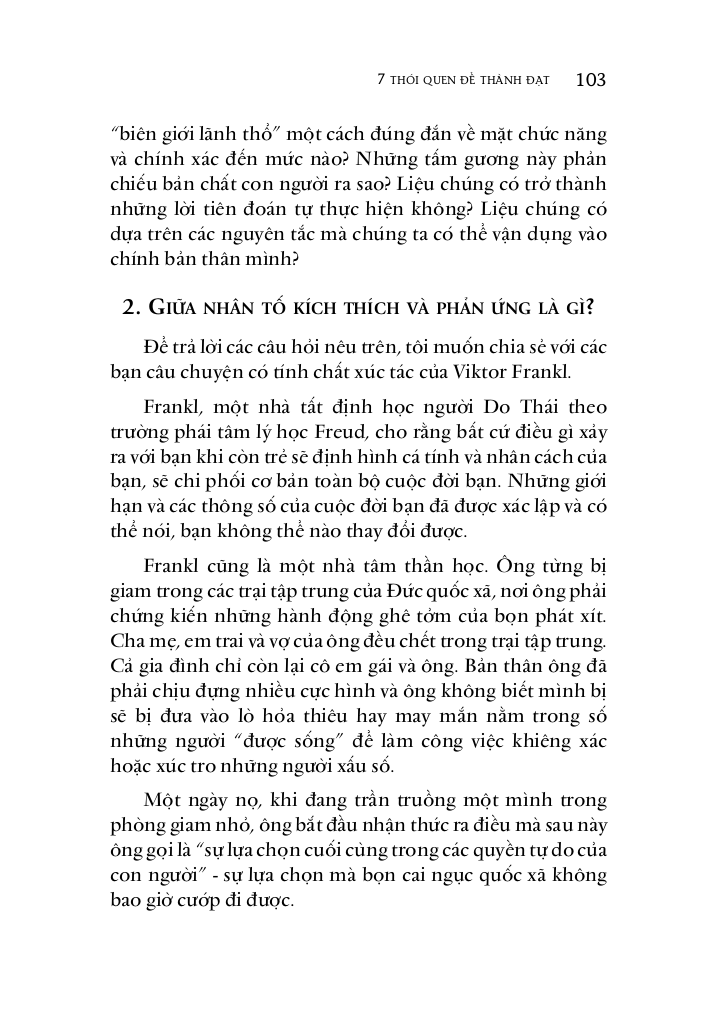 7 THÓI QUEN ĐỂ THÀNH ĐẠT 103
“biên giới lãnh thổ” một cách đúng đắn về mặt chức năng
và chính xác đến mức nào? Những tấm gương này phản
chiếu bản chất con người ra sao? Liệu chúng có trở thành
những lời tiên đoán tự thực hiện không? Liệu chúng có
dựa trên các nguyên tắc mà chúng ta có thể vận dụng vào
chính bản thân mình?
2. GIỮA NHÂN TỐ KÍCH THÍCH VÀ PHẢN ỨNG LÀ GÌ?
Để trả lời các câu hỏi nêu trên, tôi muốn chia sẻ với các
bạn câu chuyện có tính chất xúc tác của Viktor Frankl.
Frankl, một nhà tất định học người Do Thái theo
trường phái tâm lý học Freud, cho rằng bất cứ điều gì xảy
ra với bạn khi còn trẻ sẽ định hình cá tính và nhân cách của
bạn, sẽ chi phối cơ bản toàn bộ cuộc đời bạn. Những giới
hạn và các thông số của cuộc đời bạn đã được xác lập và có
thể nói, bạn không thể nào thay đổi được.
Frankl cũng là một nhà tâm thần học. Ông từng bị
giam trong các trại tập trung của Đức quốc xã, nơi ông phải
chứng kiến những hành động ghê tởm của bọn phát xít.
Cha mẹ, em trai và vợ của ông đều chết trong trại tập trung.
Cả gia đình chỉ còn lại cô em gái và ông. Bản thân ông đã
phải chịu đựng nhiều cực hình và ông không biết mình bị
sẽ bị đưa vào lò hỏa thiêu hay may mắn nằm trong số
những người “được sống” để làm công việc khiêng xác
hoặc xúc tro những người xấu số.
Một ngày nọ, khi đang trần truồng một mình trong
phòng giam nhỏ, ông bắt đầu nhận thức ra điều mà sau này
ông gọi là “sự lựa chọn cuối cùng trong các quyền tự do của
con người” - sự lựa chọn mà bọn cai ngục quốc xã không
bao giờ cướp đi được.